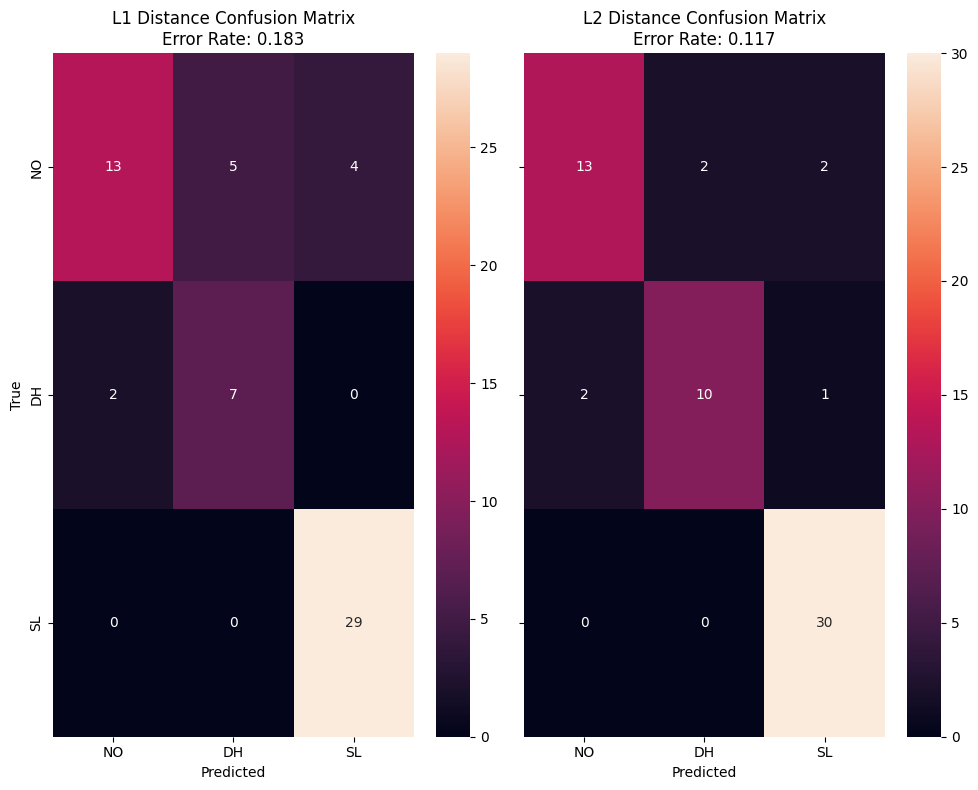 L1 Distance Confusion Matrix
Error Rate: 0.183
NO
13 5 4
True
DH
2 7 0
SL
0 0 29
NO DH SL
Predicted
25
20
15
10
5
0
L2 Distance Confusion Matrix
Error Rate: 0.117
13 2 2
2 10 1
0 0 30
NO DH SL
Predicted
30
25
20
15
10
5
0